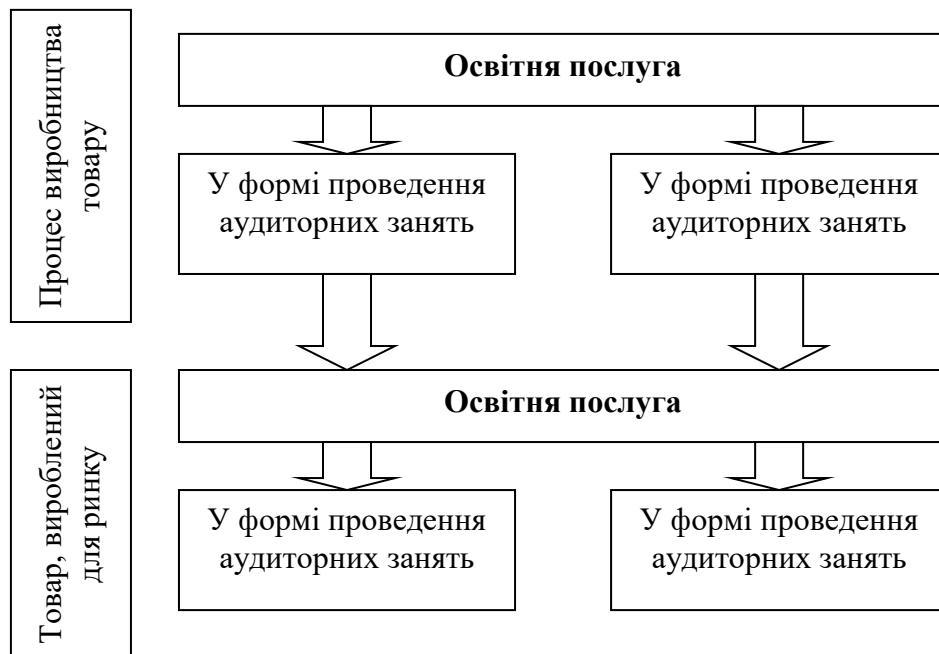 Процес виробництва
товару
Освітня послуга
У формі проведення
аудиторних занять
У формі проведення
аудиторних занять
Товар, вироблений
для ринку
Освітня послуга
У формі проведення
аудиторних занять
У формі проведення
аудиторних занять